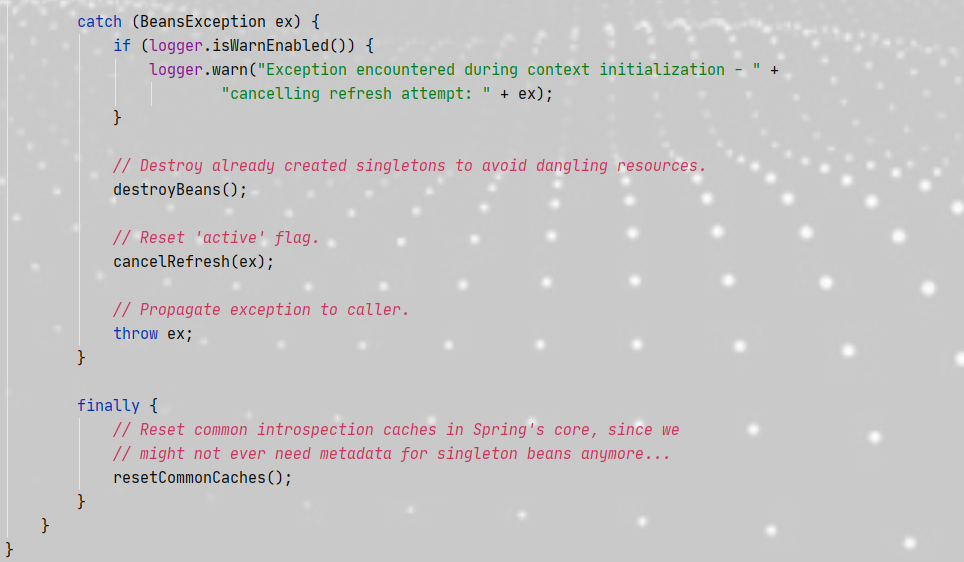 catch (BeansException ex) {
if (logger.isWarnEnabled()) {
logger.warn("Exception encountered during context initialization - " +
"cancelling refresh attempt: " + ex);
}
// Destroy already created singletons to avoid dangling resources.
destroyBeans();
// Reset 'active' flag.
cancelRefresh(ex);
// Propagate exception to caller.
throw ex;
}
finally {
// Reset common introspection caches in Spring's core, since we
// might not ever need metadata for singleton beans anymore...
resetCommonCaches();
}
}
}